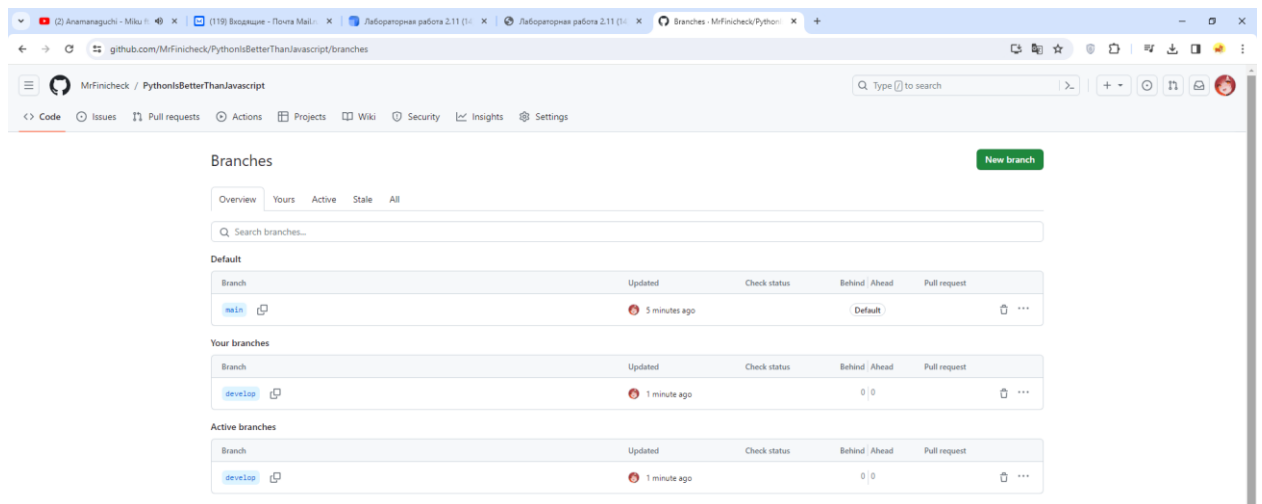 (2) Anamanaguchi - Miku (119) Входящие - Почта Mail. Лабораторная работа 2.11 (1 Лабораторная работа 2.11 (1 Branches · MrFinicheck/Python
github.com/MrFinicheck/PythonIsBetterThanJavascript/branches
MrFinicheck / PythonIsBetterThanJavascript Type / to search
<> Code Issues Pull requests Actions Projects Wiki Security Insights Settings
Branches New branch
Overview Yours Active Stale All
Search branches...
Default
Branch Updated Check status Behind Ahead Pull request
main 5 minutes ago Default
Your branches
Branch Updated Check status Behind Ahead Pull request
develop 1 minute ago 0 0
Active branches
Branch Updated Check status Behind Ahead Pull request
develop 1 minute ago 0 0